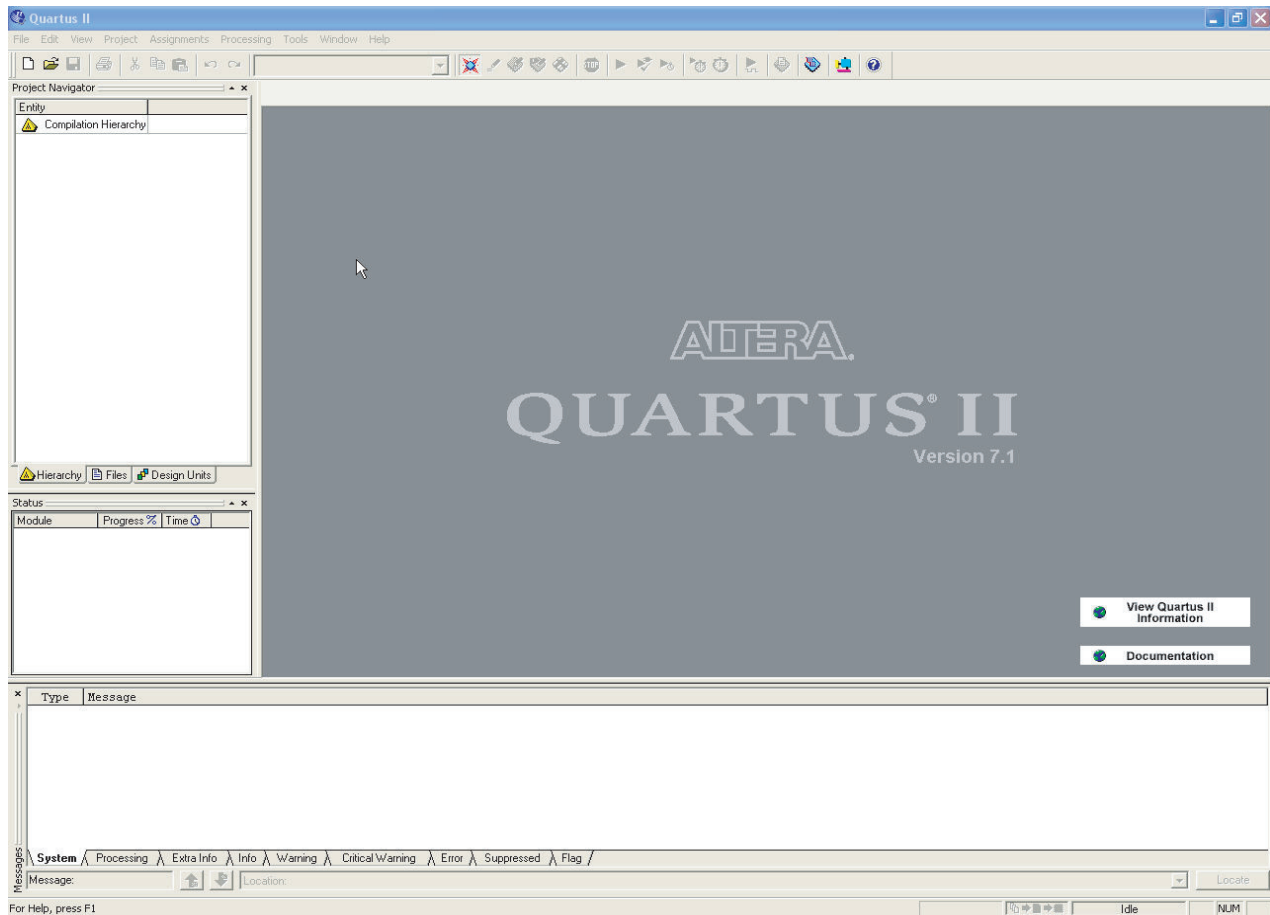 Quartus II
File Edit View Project Assignments Processing Tools Window Help
STOP
Project Navigator
Entity
Compilation Hierarchy
Hierarchy Files Design Units
Status
Module Progress % Time
ALTERA.
QUARTUS® II
Version 7.1
View Quartus II
Information
Documentation
Type Message
System Processing Extra Info Info Warning Critical Warning Error Suppressed Flag
Messages
Message: Location: Locate
For Help, press F1 Idle NUM